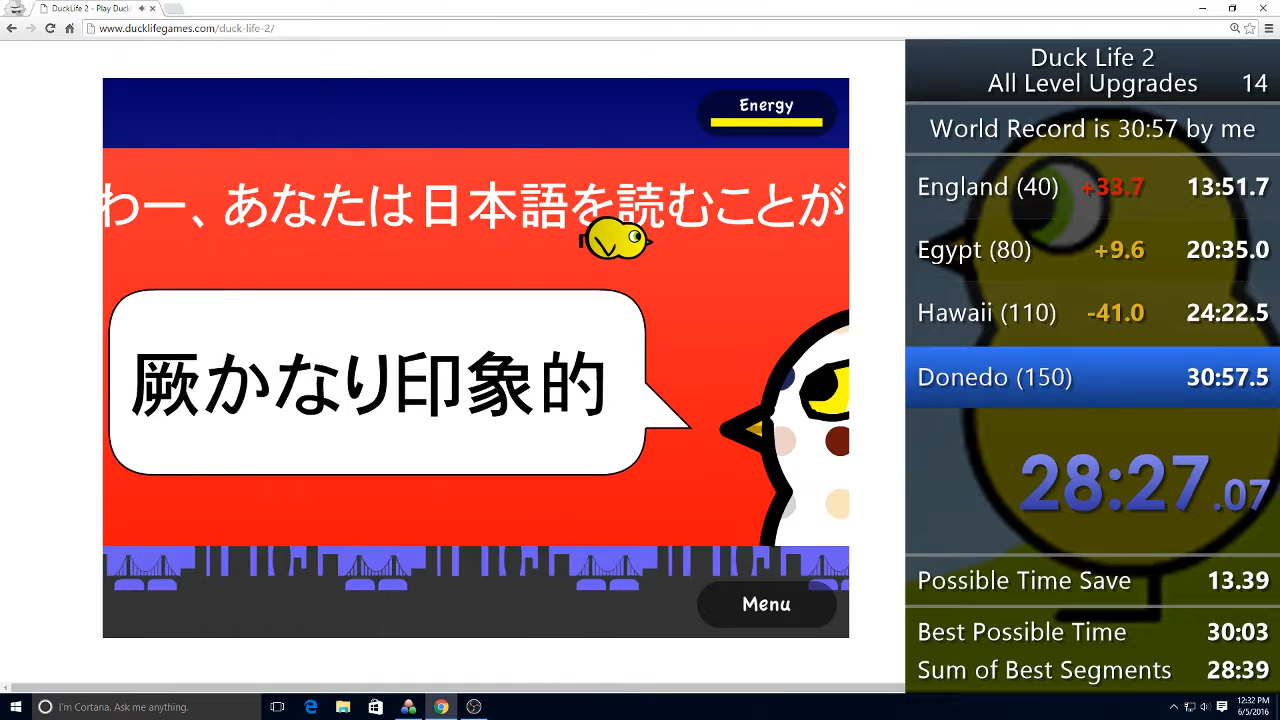 DuckLife 2 - Play Duck
www.ducklifegames.com/duck-life-2/
Energy
わー、あなたは日本語を読むことが
厥かなり印象的
Menu
Duck Life 2
All Level Upgrades 14
World Record is 30:57 by me
England (40) +33.7 13:51.7
Egypt (80) +9.6 20:35.0
Hawaii (110) -41.0 24:22.5
Donedo (150) 30:57.5
28:27.07
Possible Time Save 13.39
Best Possible Time 30:03
Sum of Best Segments 28:39
I'm Cortana. Ask me anything.
12:32 PM
6/5/2016